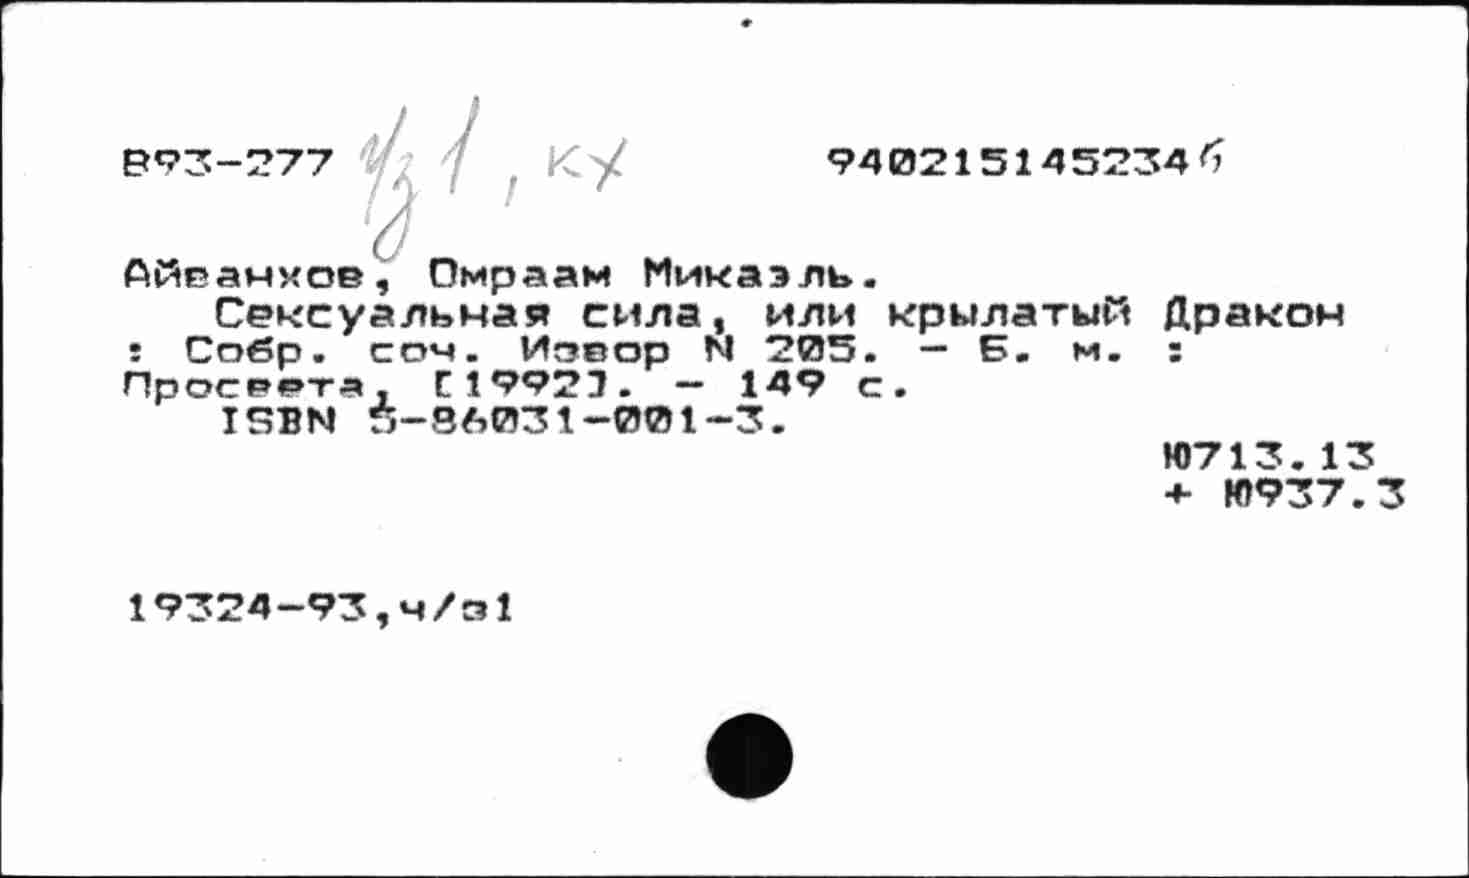 В93-277 ч/з 1, кх 940215145234б
Айванхов, Омраам Микаэль.
Сексуальная сила, или крылатый Дракон
: Собр. соч. Извор N 205. - Б. м. :
Просвета, [1992]. - 149 с.
ISBN 5-86031-001-3.
Ю713.13
+ Ю937.3
19324-93,ч/з1